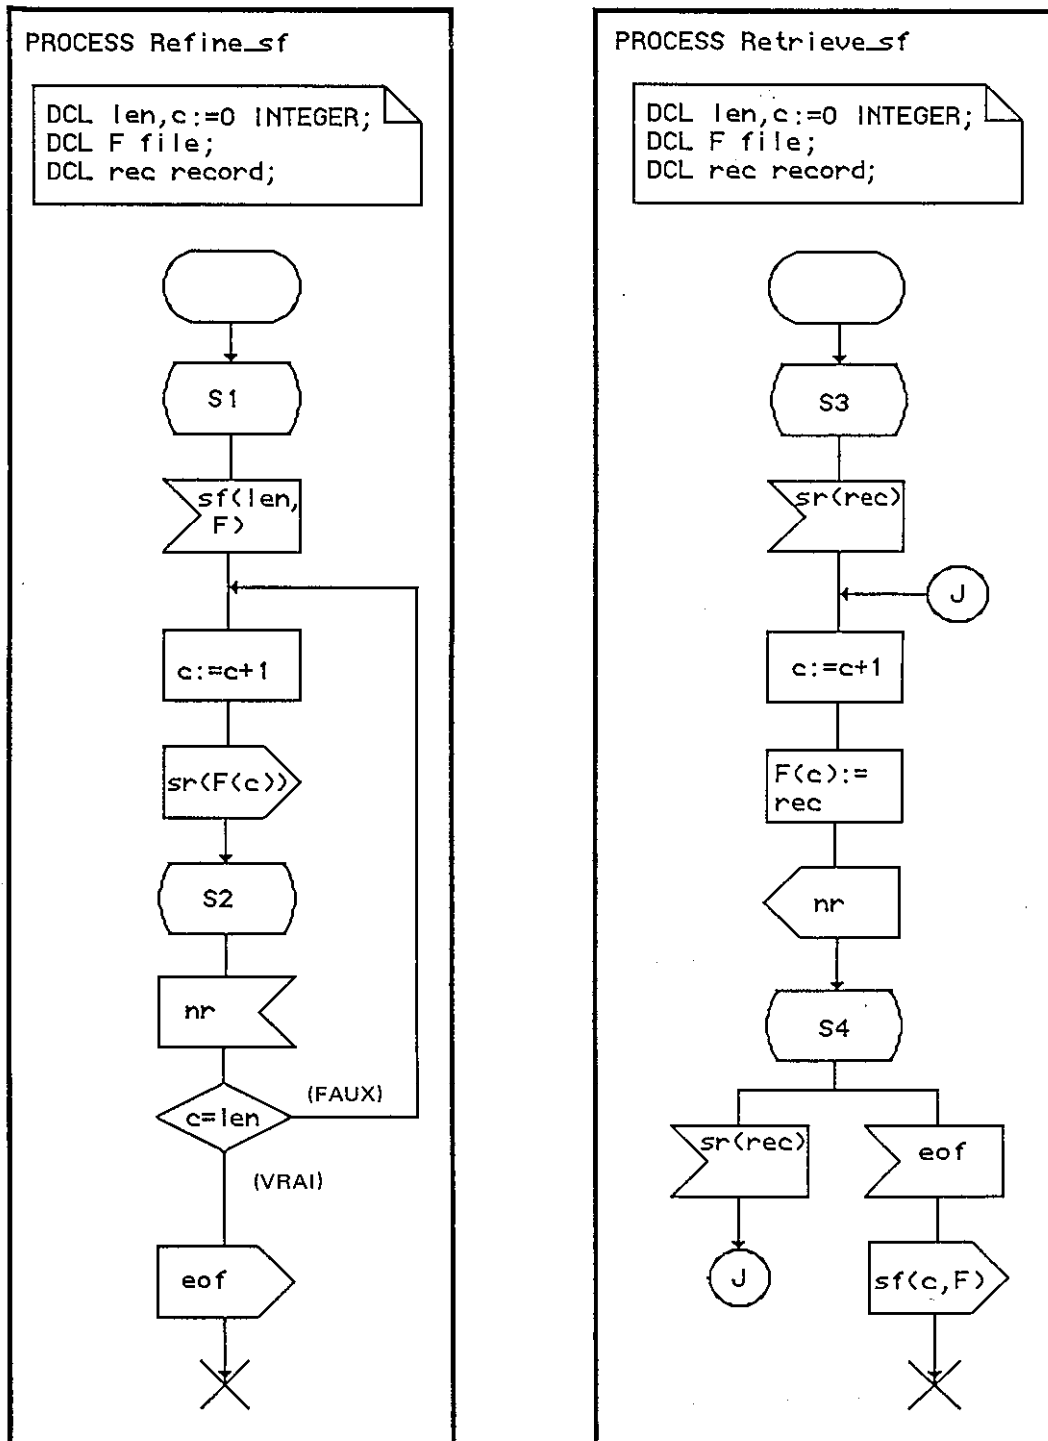 PROCESS Refine_sf
DCL len,c:=0 INTEGER;
DCL F file;
DCL rec record;
S1
sf(len,
F)
c:=c+1
sr(F(c))
S2
nr
c=len
(FAUX)
(VRAI)
eof
PROCESS Retrieve_sf
DCL len,c:=0 INTEGER;
DCL F file;
DCL rec record;
S3
sr(rec)
J
c:=c+1
F(c):=
rec
nr
S4
sr(rec)
eof
J
sf(c,F)